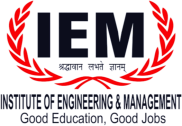 IEM
श्रद्धावान लभते ज्ञानम्
INSTITUTE OF ENGINEERING & MANAGEMENT
Good Education, Good Jobs